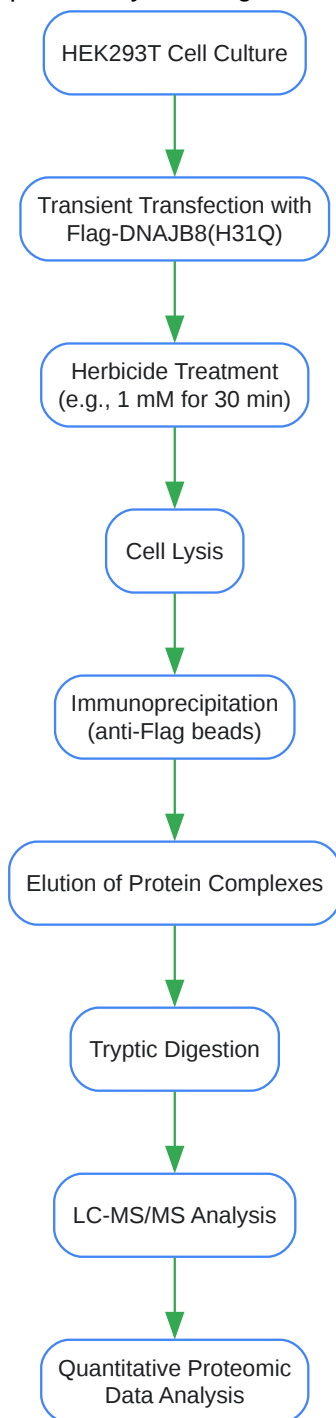 HEK293T Cell Culture
Transient Transfection with
Flag-DNAJB8(H31Q)
Herbicide Treatment
(e.g., 1 mM for 30 min)
Cell Lysis
Immunoprecipitation
(anti-Flag beads)
Elution of Protein Complexes
Tryptic Digestion
LC-MS/MS Analysis
Quantitative Proteomic
Data Analysis